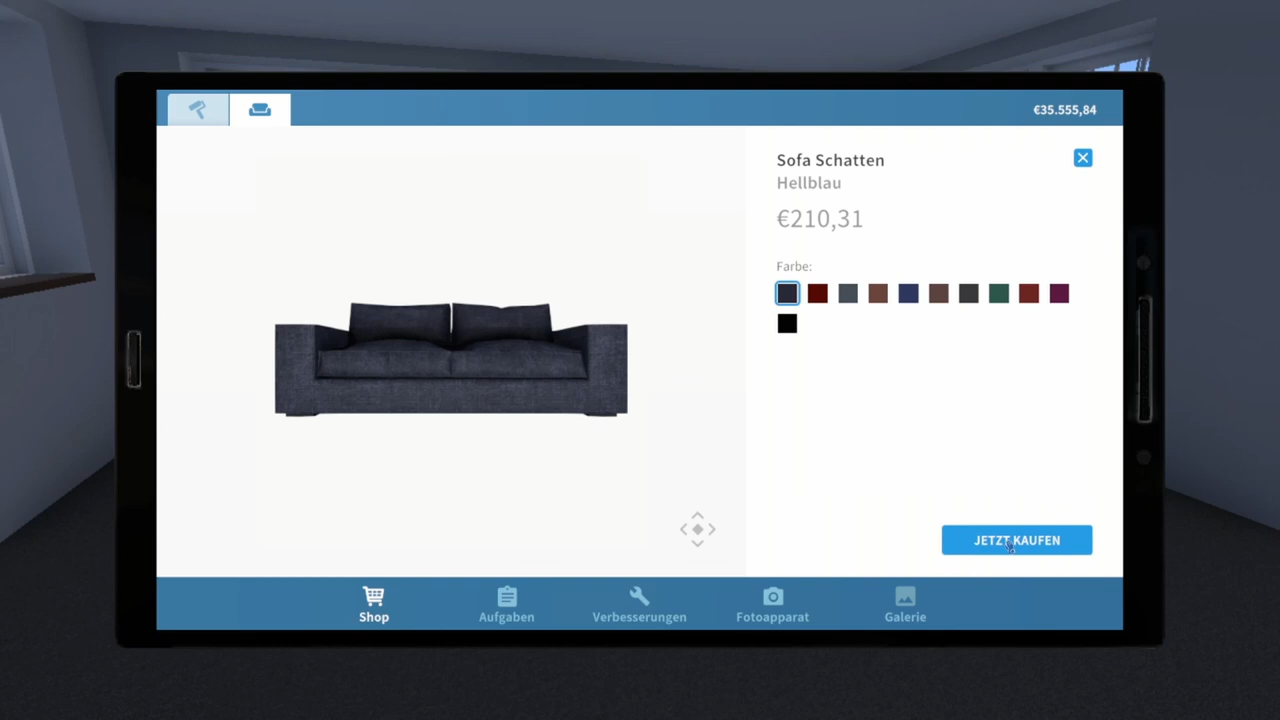 €35.555,84
Sofa Schatten
Hellblau
€210,31
Farbe:
JETZT KAUFEN
Shop
Aufgaben
Verbesserungen
Fotoapparat
Galerie